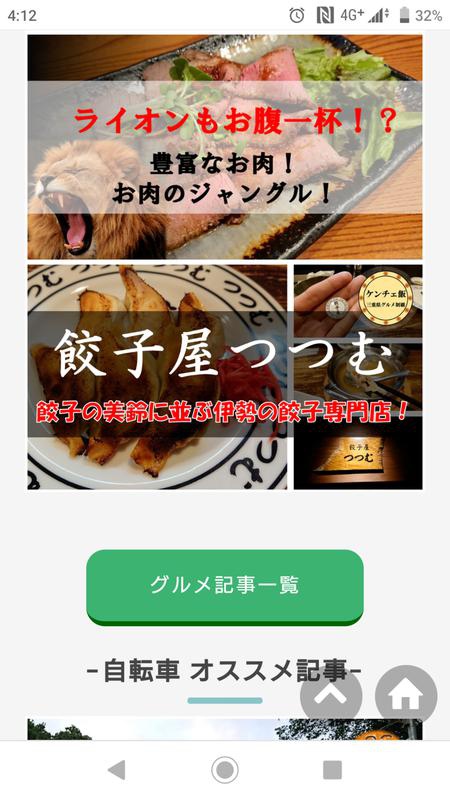 4:12
4G+
32%
ライオンもお腹一杯！？
豊富なお肉！
お肉のジャングル！
ケンチェ飯
三重県グルメ制覇
餃子屋つつむ
餃子の美鈴に並ぶ伊勢の餃子専門店！
餃子屋
つつむ
グルメ記事一覧
-自転車 オススメ記事-